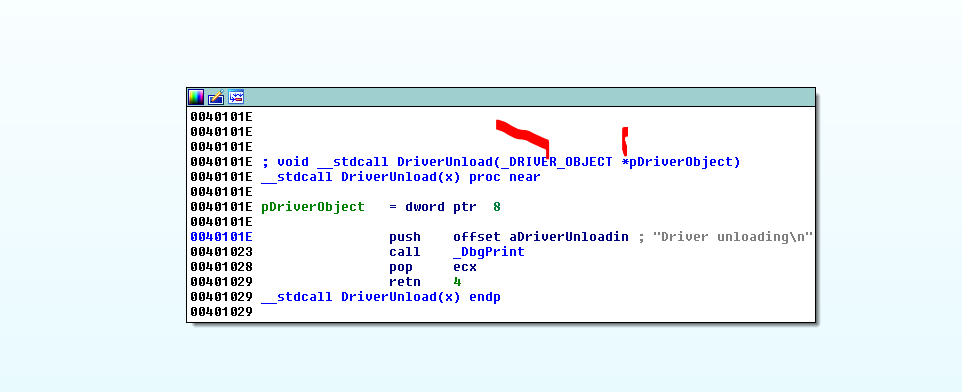 0040101E
0040101E
0040101E
0040101E ; void __stdcall DriverUnload(_DRIVER_OBJECT *pDriverObject)
0040101E __stdcall DriverUnload(x) proc near
0040101E
0040101E pDriverObject   = dword ptr  8
0040101E
0040101E                 push    offset aDriverUnloadin ; "Driver unloading\n"
00401023                 call    _DbgPrint
00401028                 pop     ecx
00401029                 retn    4
00401029 __stdcall DriverUnload(x) endp
00401029